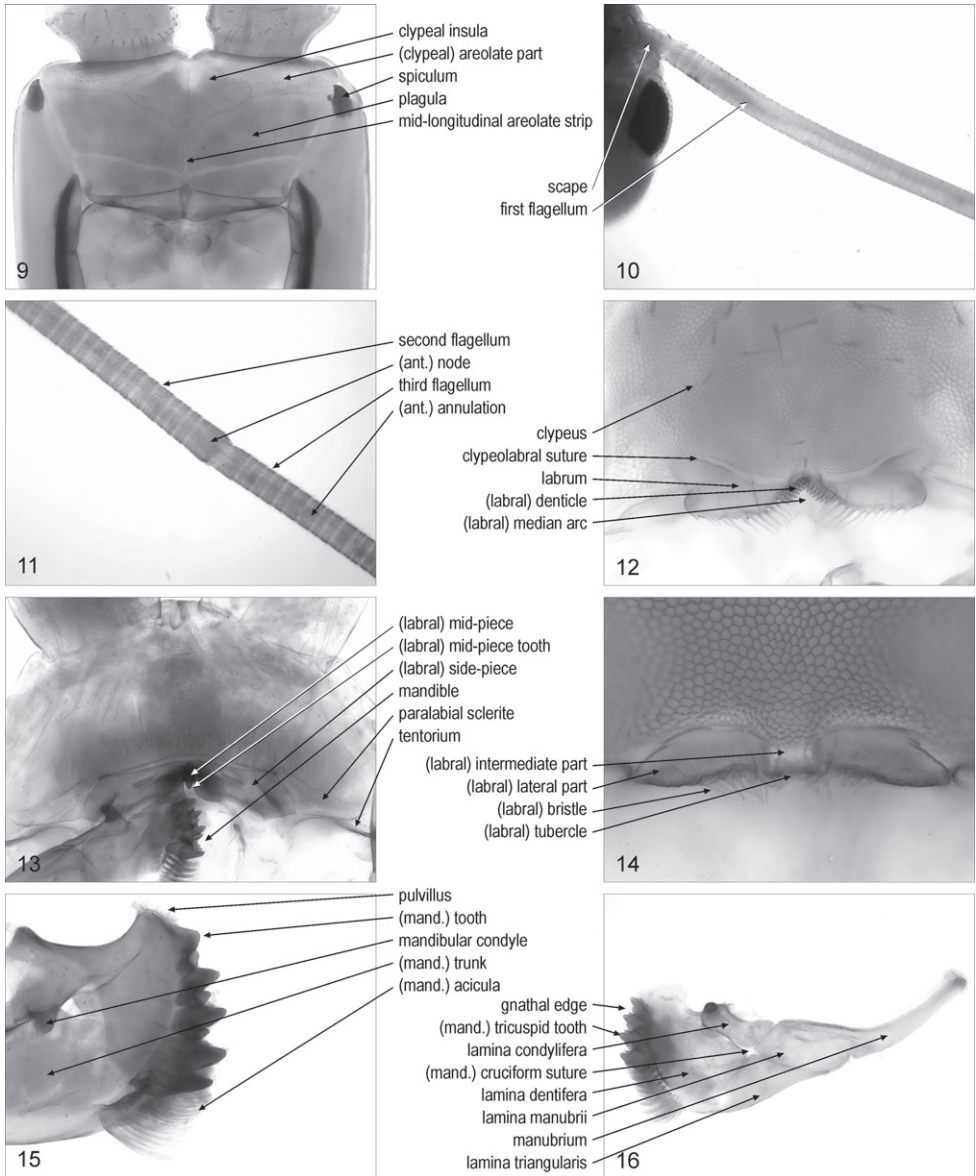 clypeal insula
(clypeal) areolate part
spiculum
plagula
mid-longitudinal areolate strip
9
scape
first flagellum
10
second flagellum
(ant.) node
third flagellum
(ant.) annulation
11
clypeus
clypeolabral suture
labrum
(labral) denticle
(labral) median arc
12
(labral) mid-piece
(labral) mid-piece tooth
(labral) side-piece
mandible
paralabial sclerite
tentorium
13
(labral) intermediate part
(labral) lateral part
(labral) bristle
(labral) tubercle
14
pulvillus
(mand.) tooth
mandibular condyle
(mand.) trunk
(mand.) acicula
15
gnathal edge
(mand.) tricuspid tooth
lamina condylifera
(mand.) cruciform suture
lamina dentifera
lamina manubrii
manubrium
lamina triangularis
16